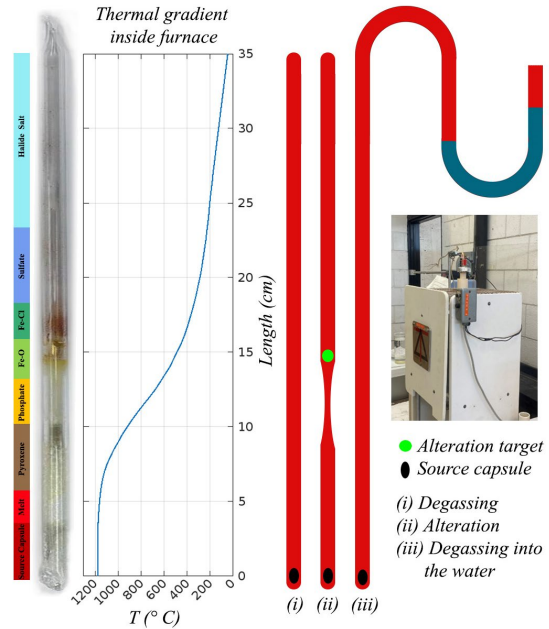 Thermal gradient
inside furnace
Halide Salt
Sulfate
Fe-Cl
Fe-O
Phosphate
Pyroxene
Melt
Source Capsule
35
30
25
20
15
10
5
0
Length (cm)
1200
1000
800
600
400
200
0
T (° C)
(i)
(ii)
(iii)
Alteration target
Source capsule
(i) Degassing
(ii) Alteration
(iii) Degassing into
the water